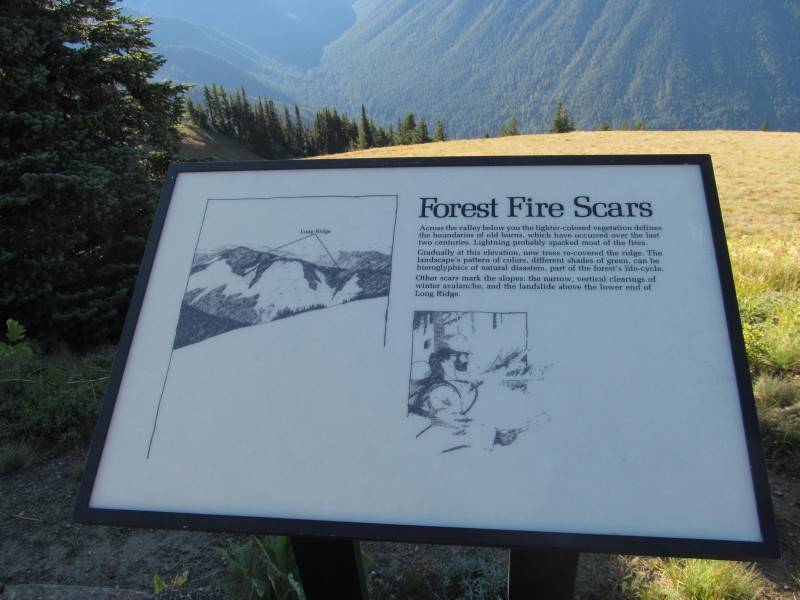 Long Ridge
Forest Fire Scars
Across the valley below you the lighter-colored vegetation defines
the boundaries of old burns, which have occurred over the last
two centuries. Lightning probably sparked most of the fires.
Gradually at this elevation, new trees re-covered the ridge. The
landscape's pattern of colors, different shades of green, can be
hieroglyphics of natural disasters, part of the forest's life-cycle.
Other scars mark the slopes: the narrow, vertical clearings of
winter avalanche, and the landslide above the lower end of
Long Ridge.